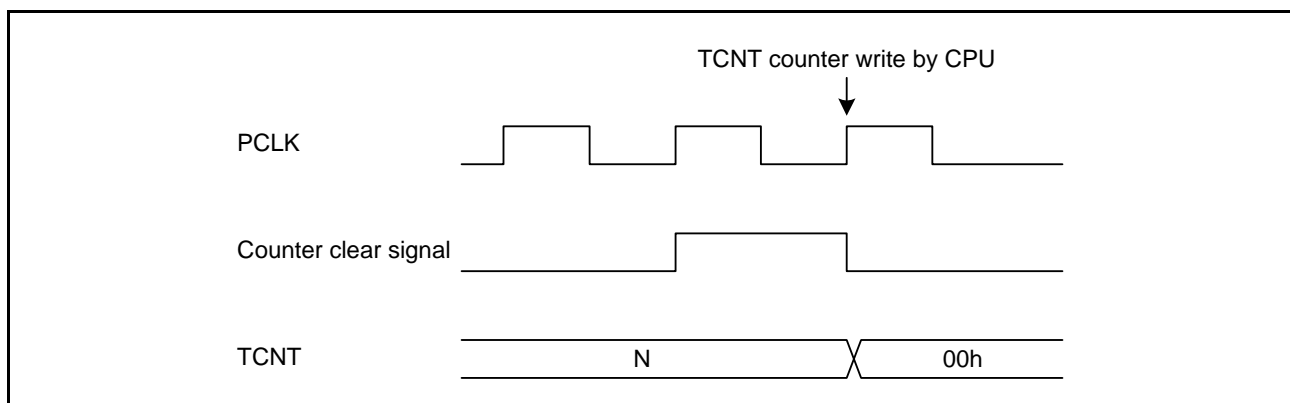 TCNT counter write by CPU
PCLK
Counter clear signal
TCNT
N
00h